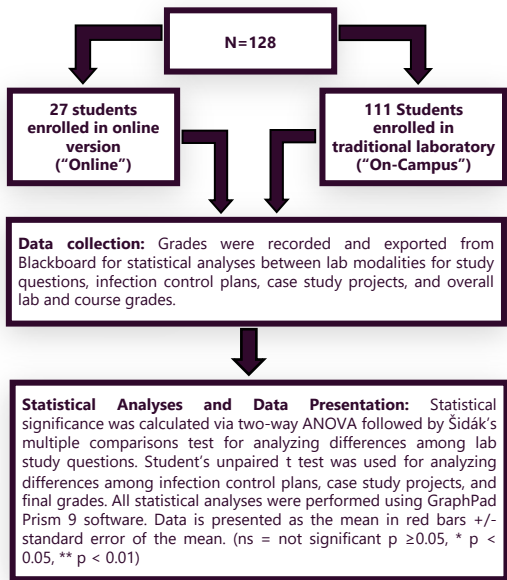 N=128
27 students
enrolled in online
version
(“Online”)
111 Students
enrolled in
traditional laboratory
(“On-Campus”)
Data collection: Grades were recorded and exported from
Blackboard for statistical analyses between lab modalities for study
questions, infection control plans, case study projects, and overall
lab and course grades.
Statistical Analyses and Data Presentation: Statistical
significance was calculated via two-way ANOVA followed by Šidák’s
multiple comparisons test for analyzing differences among lab
study questions. Student’s unpaired t test was used for analyzing
differences among infection control plans, case study projects, and
final grades. All statistical analyses were performed using GraphPad
Prism 9 software. Data is presented as the mean in red bars +/-
standard error of the mean. (ns = not significant p ≥0.05, * p <
0.05, ** p < 0.01)